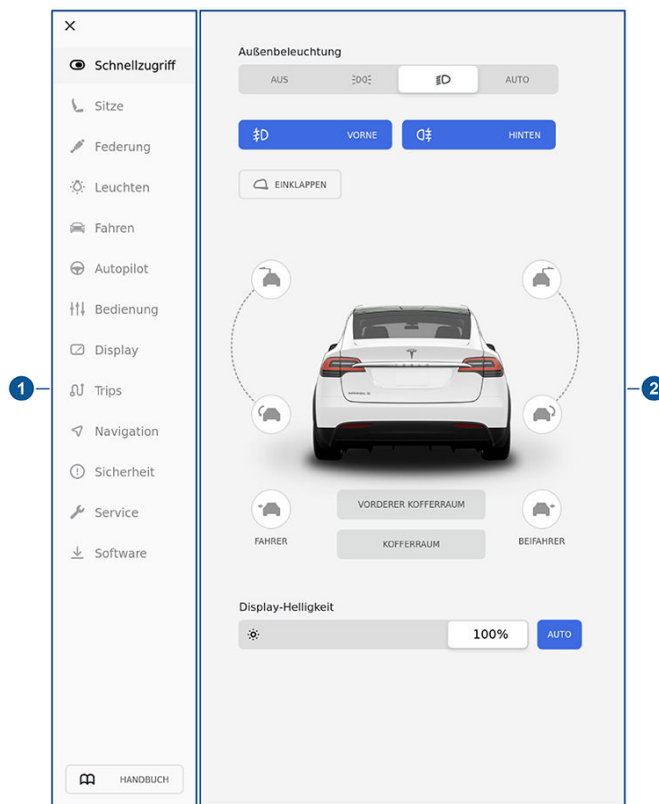 Schnellzugriff
Sitze
Federung
Leuchten
Fahren
Autopilot
Bedienung
Display
Trips
Navigation
Sicherheit
Service
Software
HANDBUCH
1
Außenbeleuchtung
AUS
AUTO
VORNE
HINTEN
EINKLAPPEN
VORDERER KOFFERRAUM
KOFFERRAUM
FAHRER
BEIFAHRER
Display-Helligkeit
100%
AUTO
2